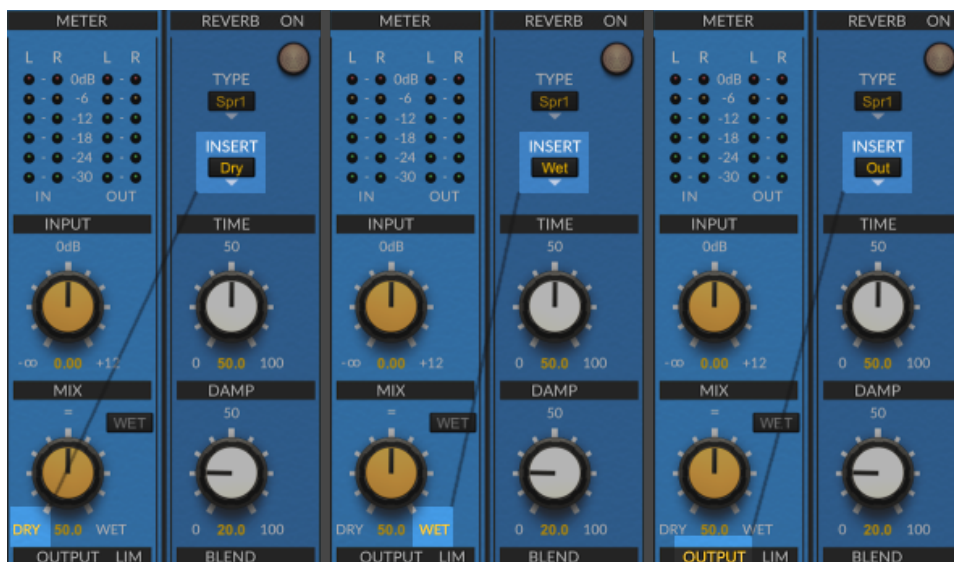 METER REVERB ON METER REVERB ON METER REVERB ON
L R L R L R L R L R L R
0dB TYPE 0dB TYPE 0dB TYPE
-6 Spr1 -6 Spr1 -6 Spr1
-12 -12 -12
-18 INSERT -18 INSERT -18 INSERT
-24 Dry -24 Wet -24 Out
-30 -30 -30
IN OUT IN OUT IN OUT
INPUT TIME INPUT TIME INPUT TIME
0dB 50 0dB 50 0dB 50
-∞ 0.00 +12 0 50.0 100 -∞ 0.00 +12 0 50.0 100 -∞ 0.00 +12 0 50.0 100
MIX DAMP MIX DAMP MIX DAMP
= 50 = 50 = 50
WET WET WET
DRY 50.0 WET 0 20.0 100 DRY 50.0 WET 0 20.0 100 DRY 50.0 WET 0 20.0 100
OUTPUT LIM BLEND OUTPUT LIM BLEND OUTPUT LIM BLEND